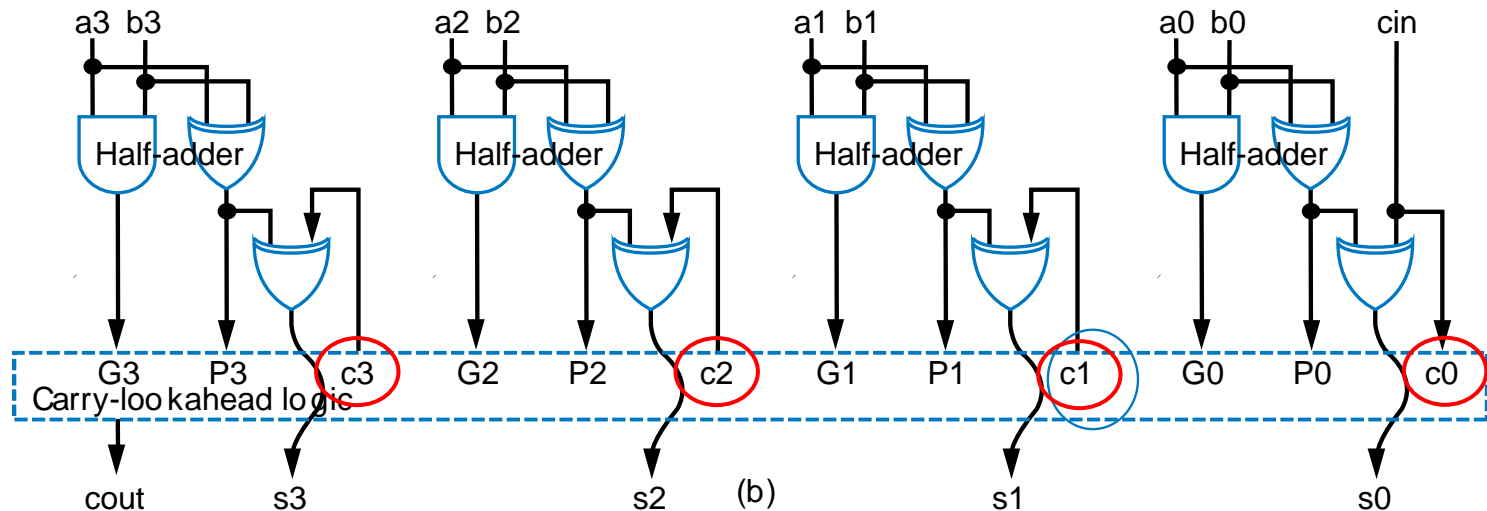 a3 b3 a2 b2 a1 b1 a0 b0 cin
Half-adder Half-adder Half-adder Half-adder
G3 P3 c3 G2 P2 c2 G1 P1 c1 G0 P0 c0
Carry-loo kahead lo gic
cout s3 s2 (b) s1 s0